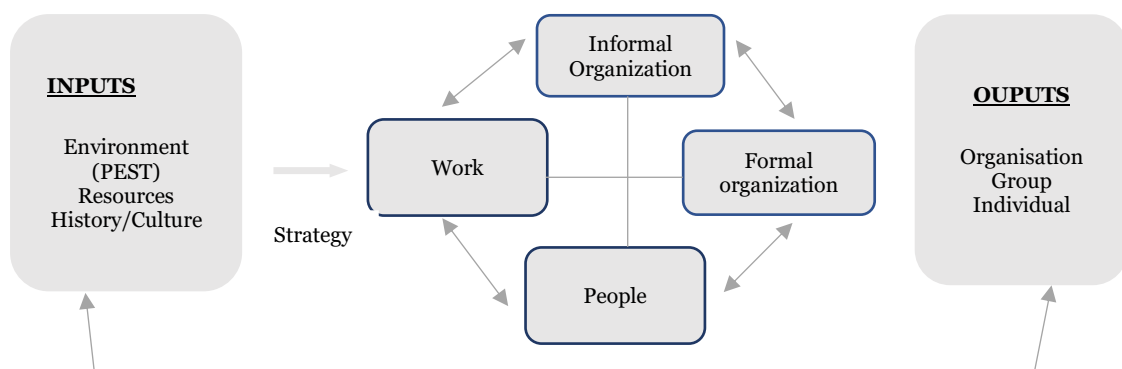 INPUTS
Environment
(PEST)
Resources
History/Culture
Strategy
Informal
Organization
Work
Formal
organization
People
OUPUTS
Organisation
Group
Individual